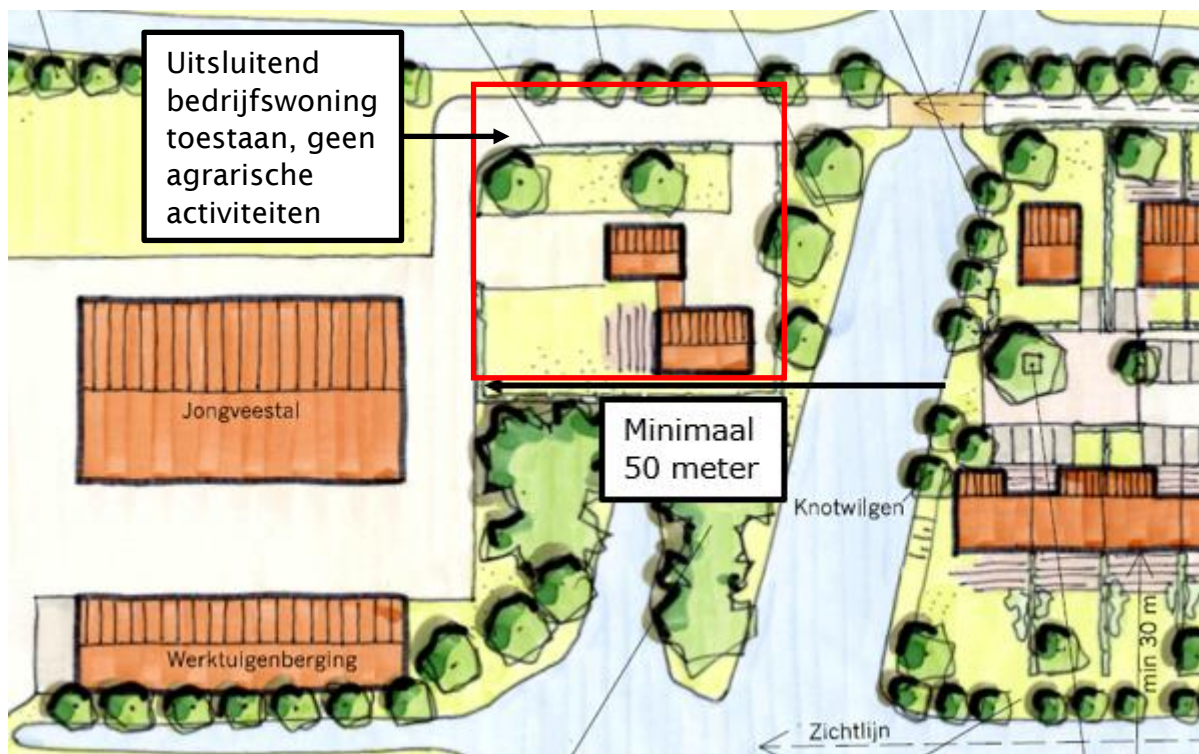 Uitsluitend
bedrijfswoning
toestaan, geen
agrarische
activiteiten
Jongveestal
Minimaal
50 meter
Knotwilgen
Werktuigenberging
min 30 m
Zichtlijn